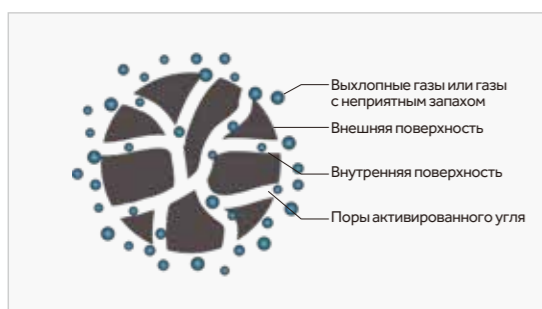 Выхлопные газы или газы
с неприятным запахом
Внешняя поверхность
Внутренняя поверхность
Поры активированного угля